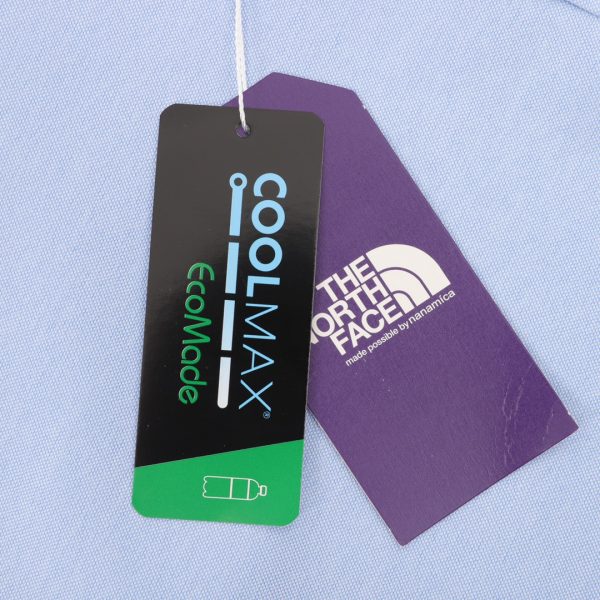 COOLMAX®
EcoMade
THE
NORTH
FACE
made possible by nanamica